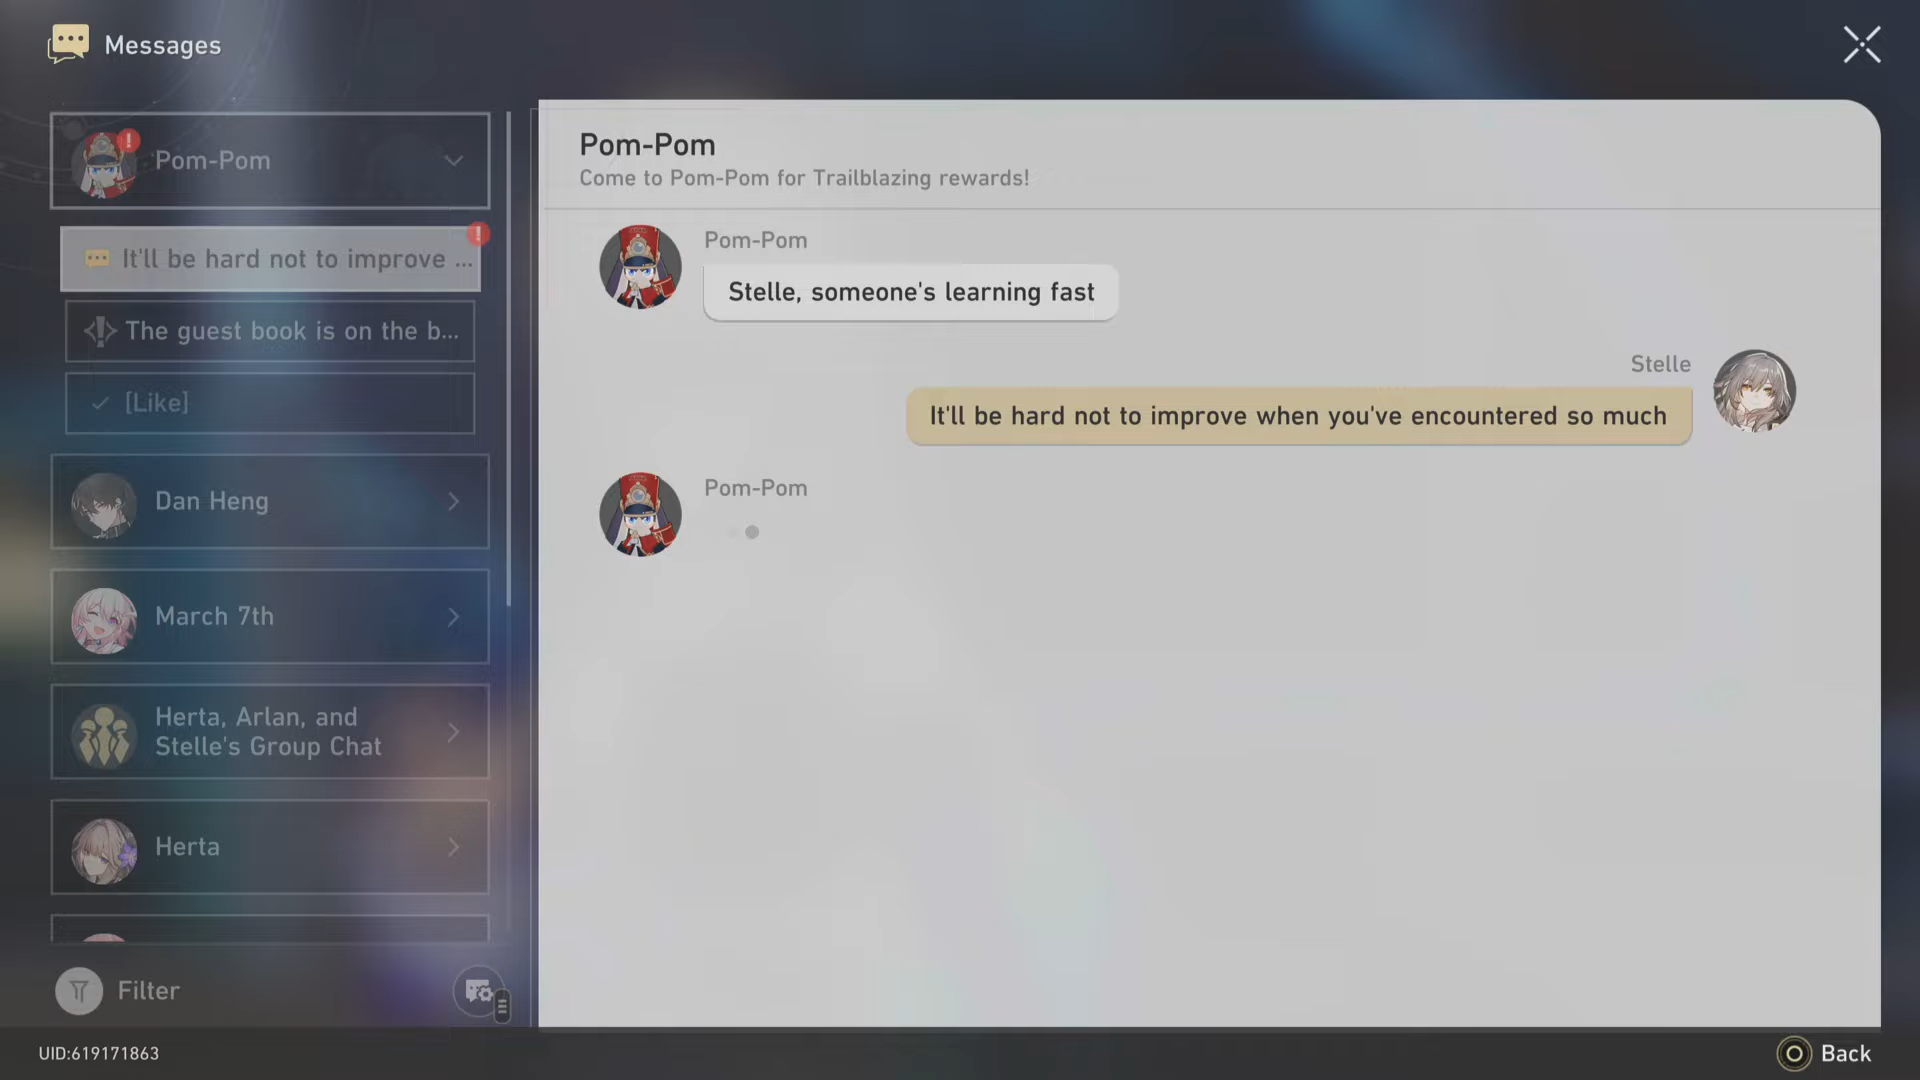 Messages
Pom-Pom
It'll be hard not to improve ...
The guest book is on the b...
[Like]
Dan Heng
March 7th
Herta, Arlan, and
Stelle's Group Chat
Herta
Filter
Pom-Pom
Come to Pom-Pom for Trailblazing rewards!
Pom-Pom
Stelle, someone's learning fast
Stelle
It'll be hard not to improve when you've encountered so much
Pom-Pom
UID:619171863
Back